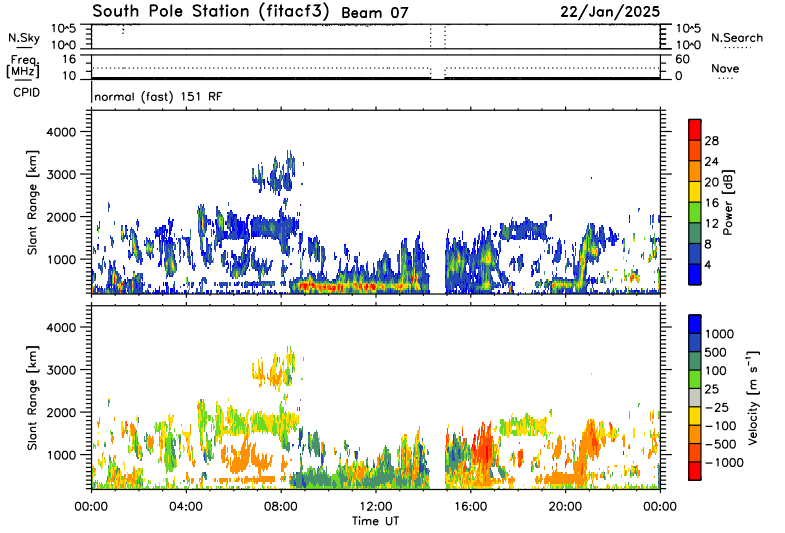 South Pole Station (fitacf3) Beam 07 22/Jan/2025
N.Sky 10^5 10^0 10^5 10^0 N.Search
Freq. [MHz] 16 10 60 0 Nave
CPID normal (fast) 151 RF
Slant Range [km]
4000
3000
2000
1000
28
24
20
16
12
8
4
Power [dB]
Slant Range [km]
4000
3000
2000
1000
1000
500
100
25
-25
-100
-500
-1000
Velocity [m s^-1]
00:00 04:00 08:00 12:00 16:00 20:00 00:00
Time UT